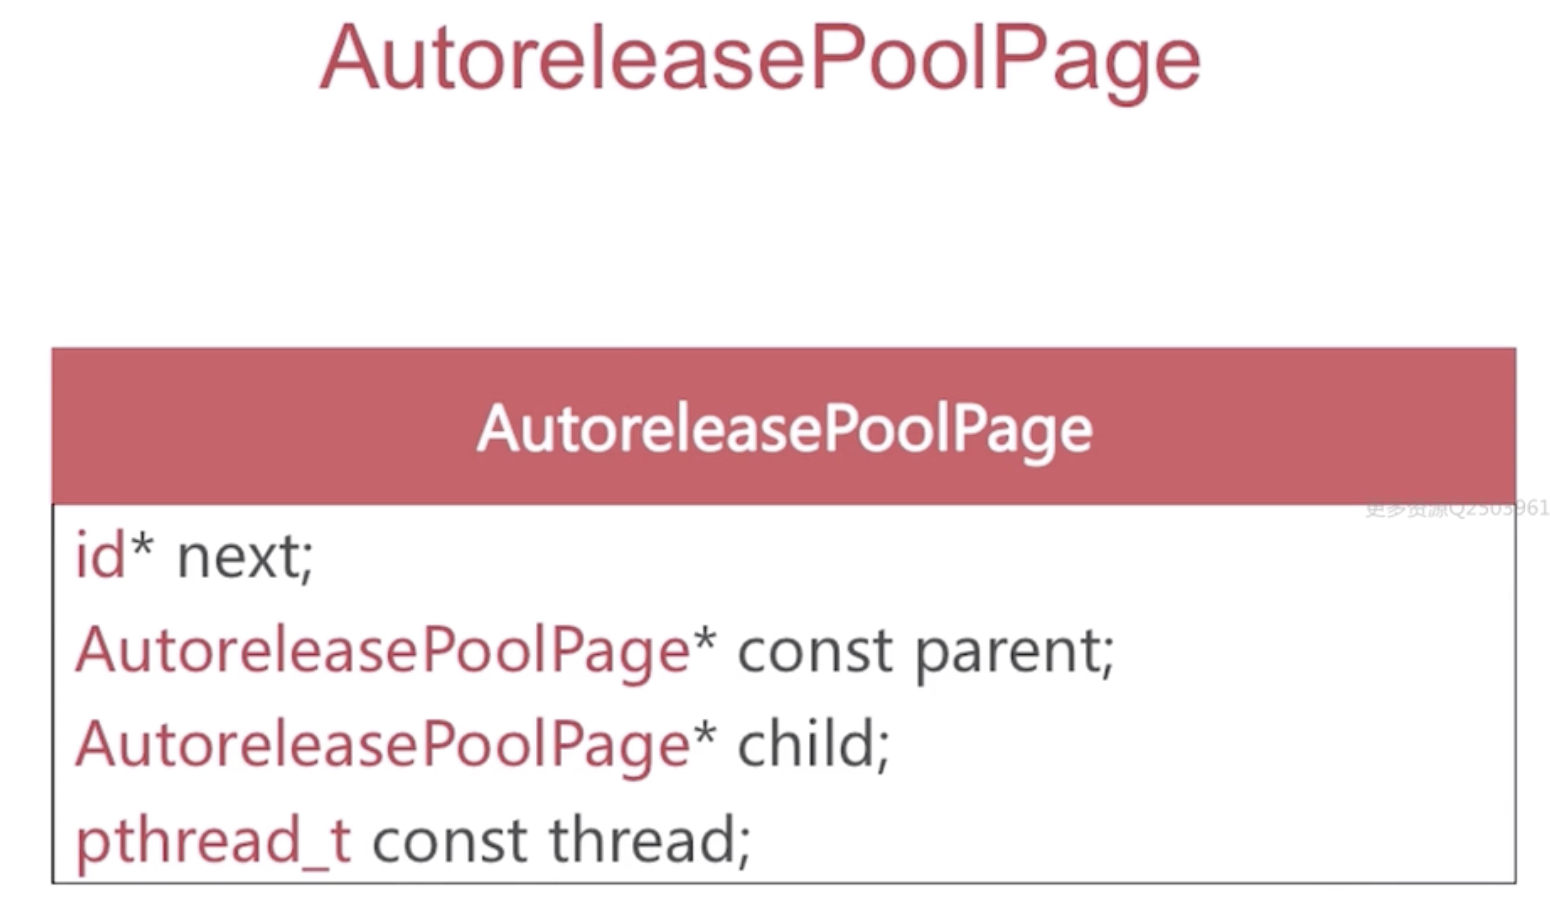 AutoreleasePoolPage
AutoreleasePoolPage
更多资源Q2503961
id* next;
AutoreleasePoolPage* const parent;
AutoreleasePoolPage* child;
pthread_t const thread;